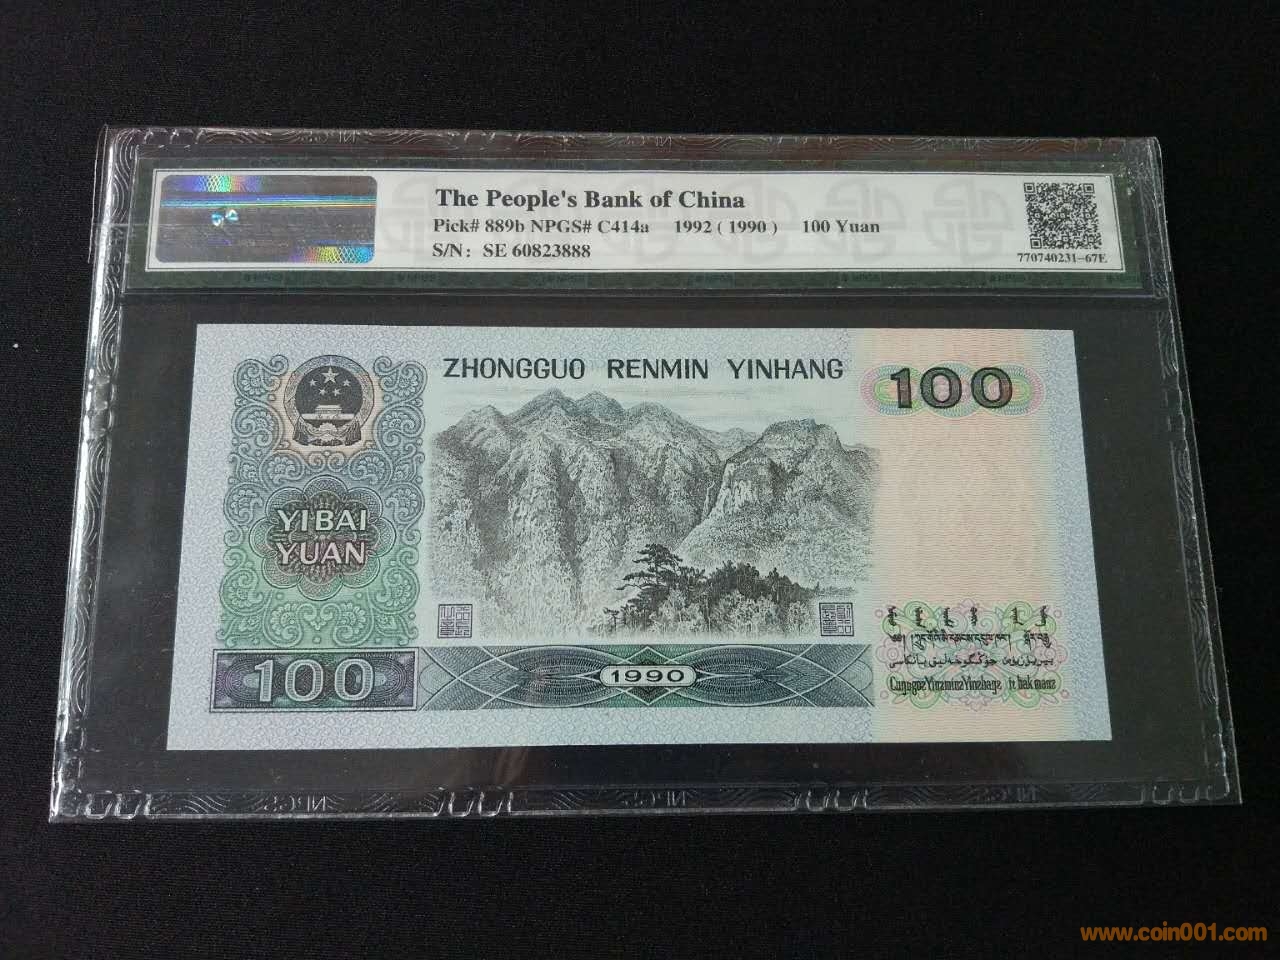 The People's Bank of China
Pick# 889b NPGS# C414a 1992 ( 1990 ) 100 Yuan
S/N: SE 60823888
770740231-67E
ZHONGGUO RENMIN YINHANG
100
YIBAI
YUAN
100
1990
www.coin001.com